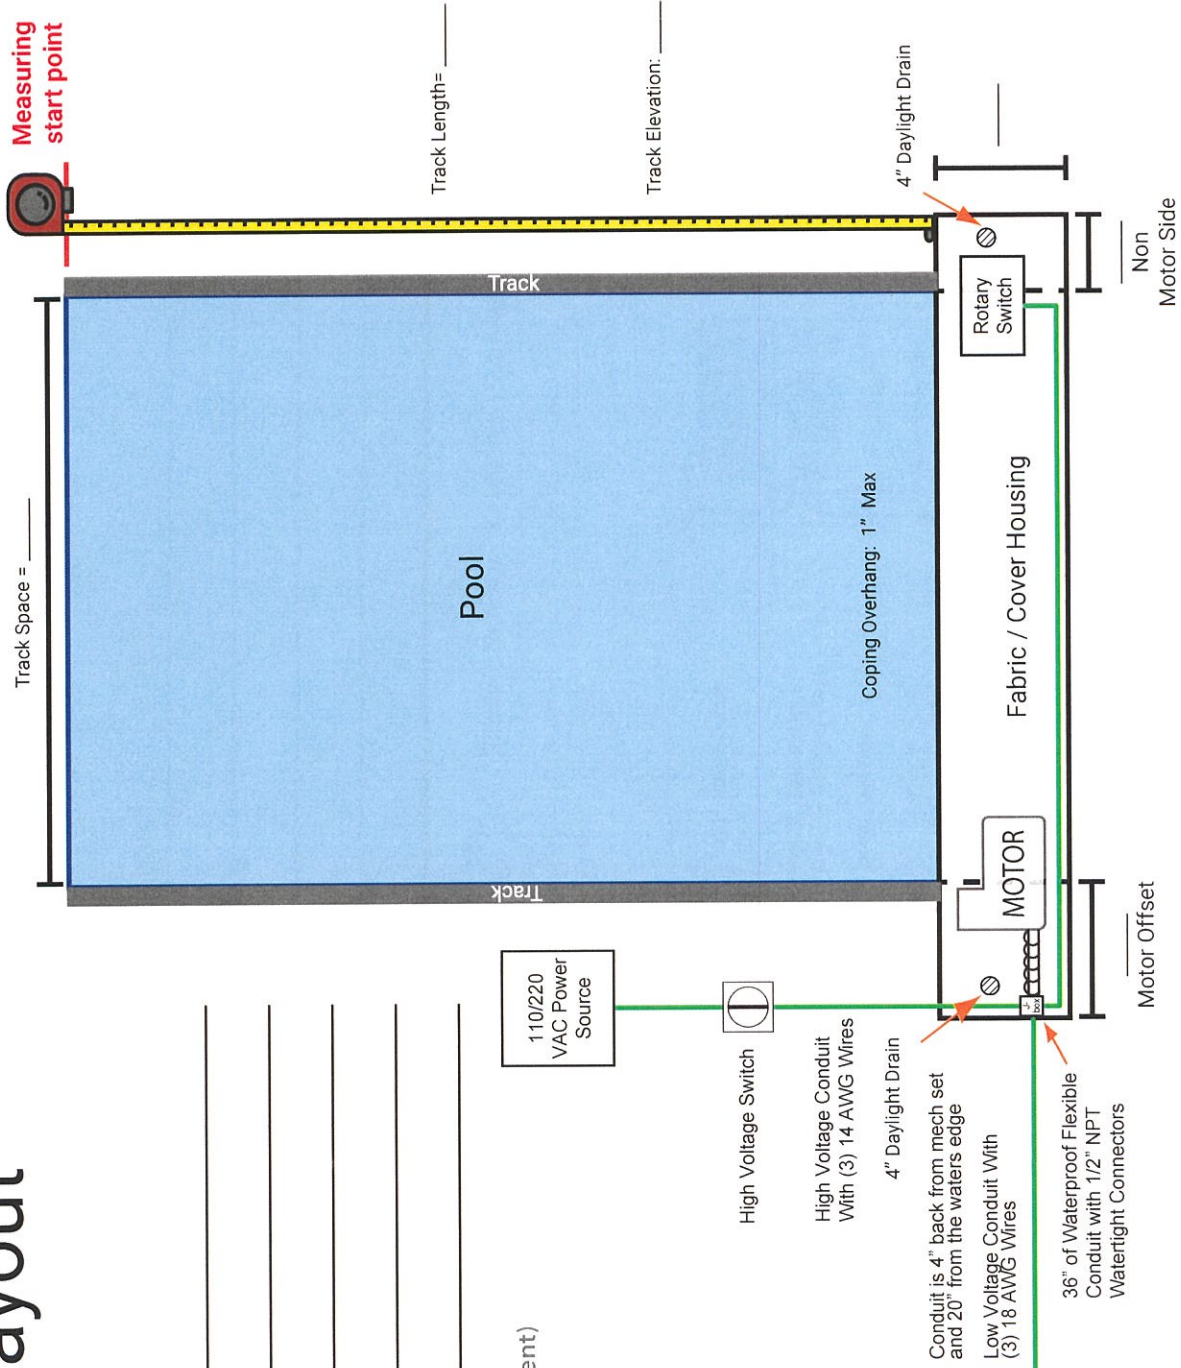 Measuring
start point
Track Space = ____
Track Length= ____
Track Elevation: ____
Track
Track
Pool
Coping Overhang: 1" Max
4" Daylight Drain
Rotary
Switch
Fabric / Cover Housing
MOTOR
J-
box
Non
Motor Side
Motor Offset
110/220
VAC Power
Source
High Voltage Switch
High Voltage Conduit
With (3) 14 AWG Wires
4" Daylight Drain
Conduit is 4" back from mech set
and 20" from the waters edge
Low Voltage Conduit With
(3) 18 AWG Wires
36" of Waterproof Flexible
Conduit with 1/2" NPT
Watertight Connectors
ayout
ent)